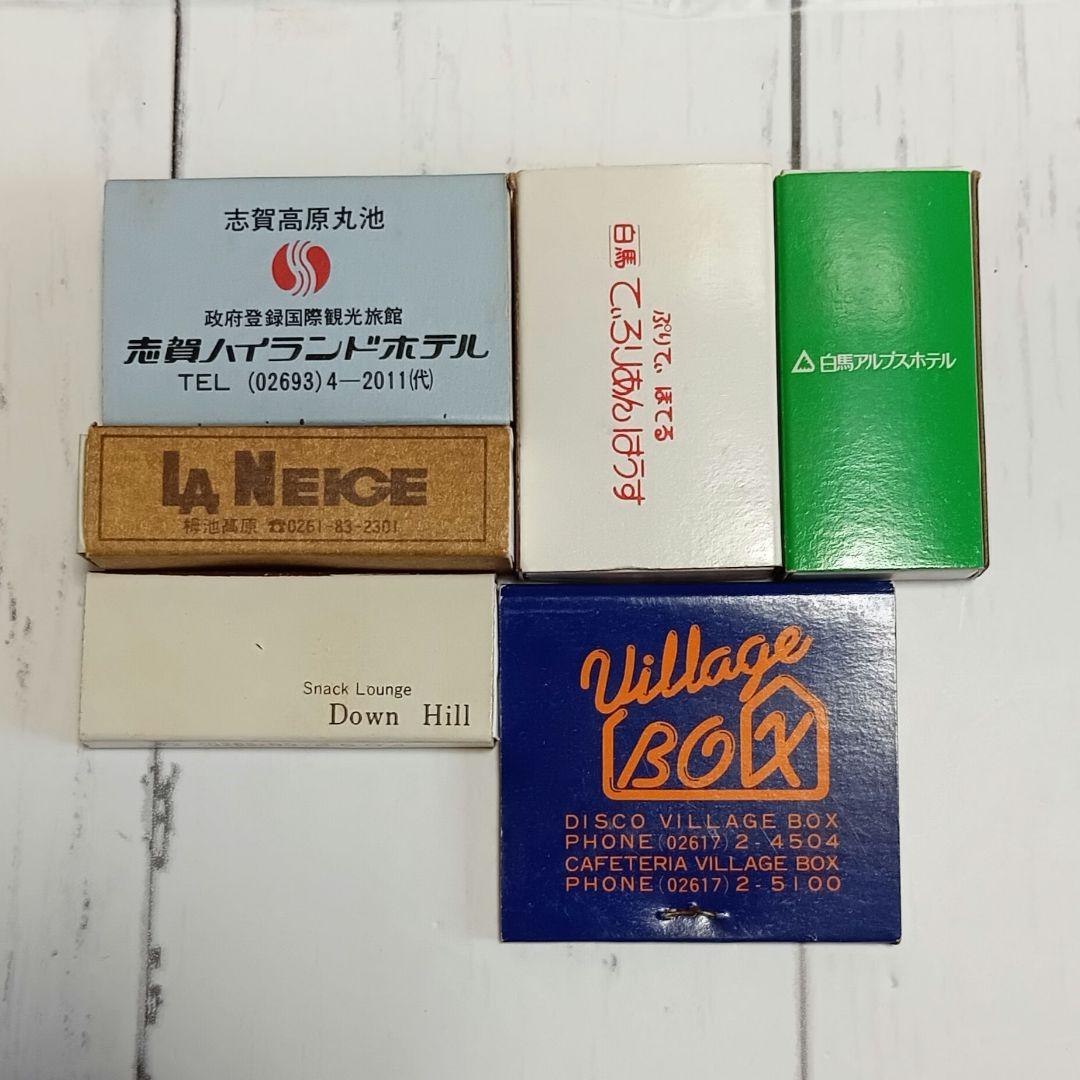 志賀高原丸池
政府登録国際観光旅館
志賀ハイランドホテル
TEL (02693)4—2011(代)
白馬
ぷりてぃ ほてる
でぃろりあんはうす
白馬アルプスホテル
LA NEIGE
栂池高原 ☎0261-83-2301
Snack Lounge
Down Hill
Village
BOX
DISCO VILLAGE BOX
PHONE (02617) 2-4504
CAFETERIA VILLAGE BOX
PHONE (02617) 2-5100